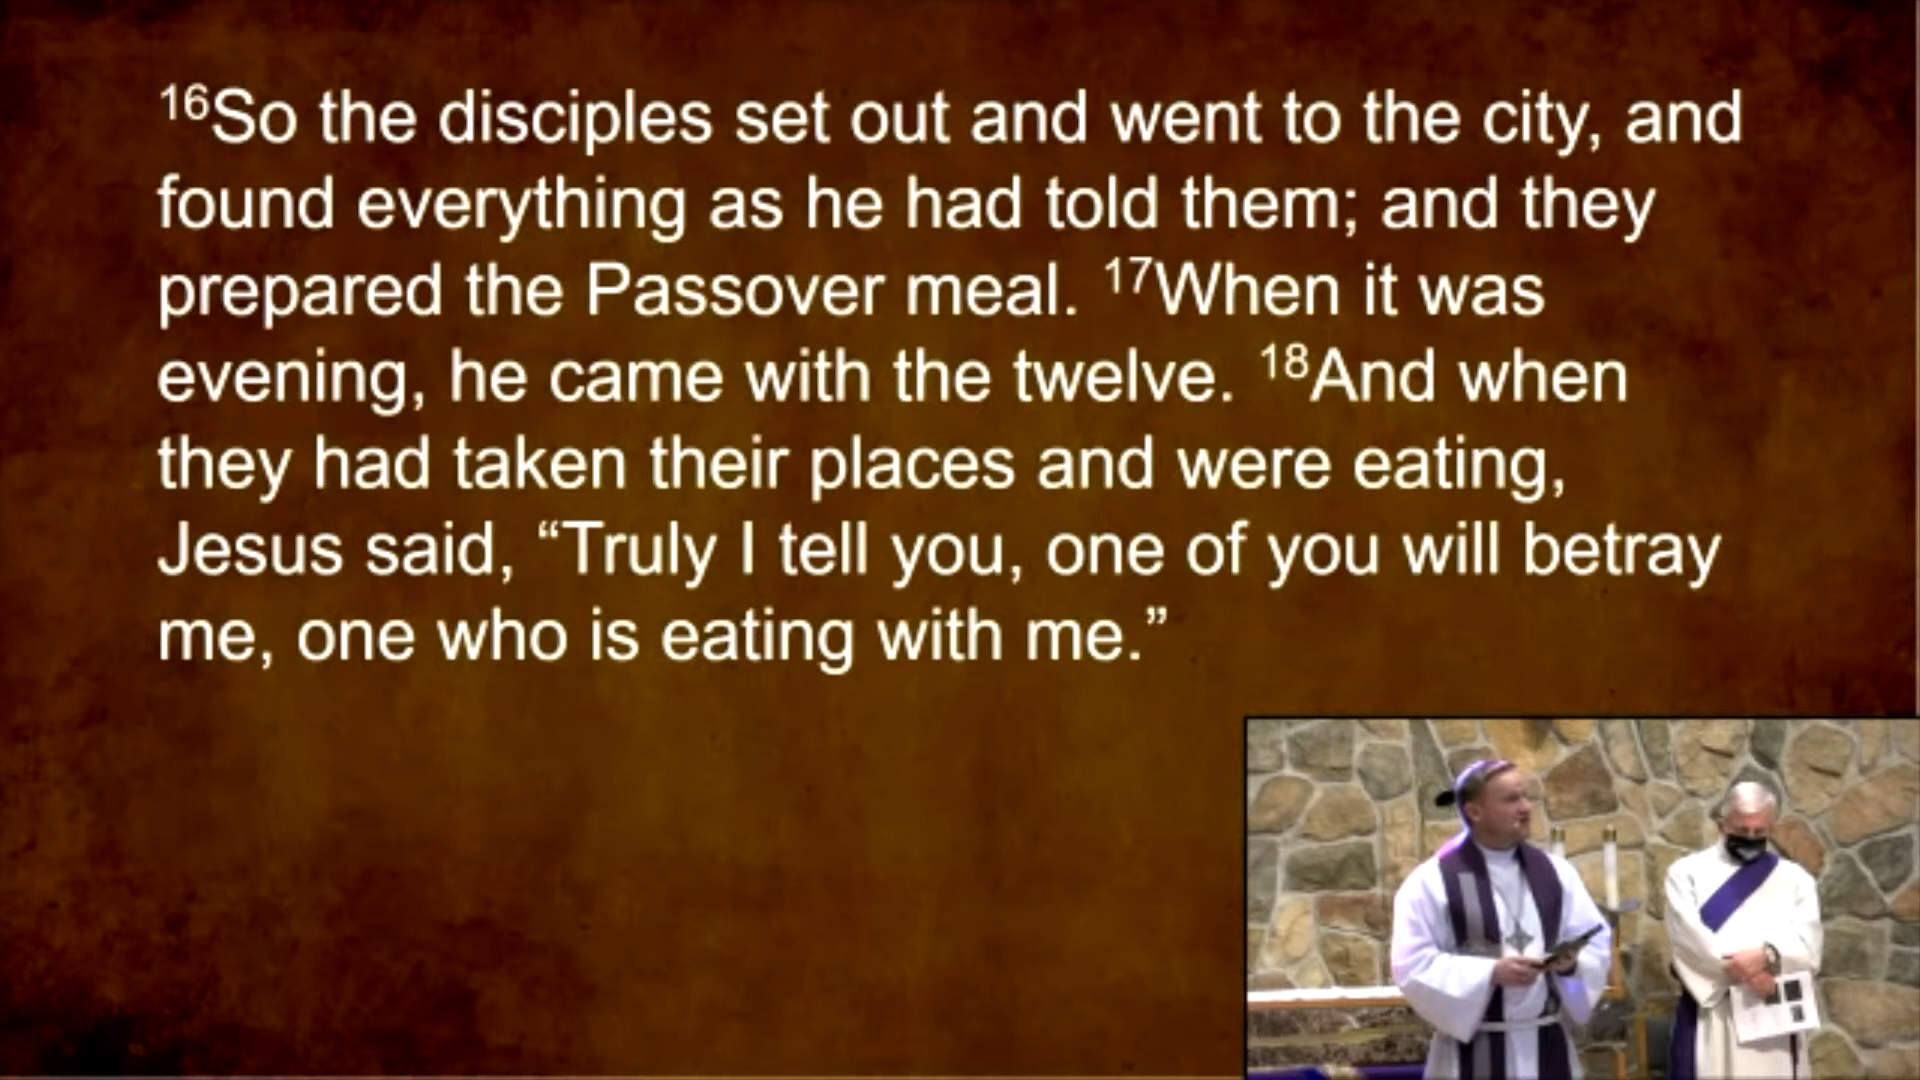 ¹⁶So the disciples set out and went to the city, and
found everything as he had told them; and they
prepared the Passover meal. ¹⁷When it was
evening, he came with the twelve. ¹⁸And when
they had taken their places and were eating,
Jesus said, “Truly I tell you, one of you will betray
me, one who is eating with me.”